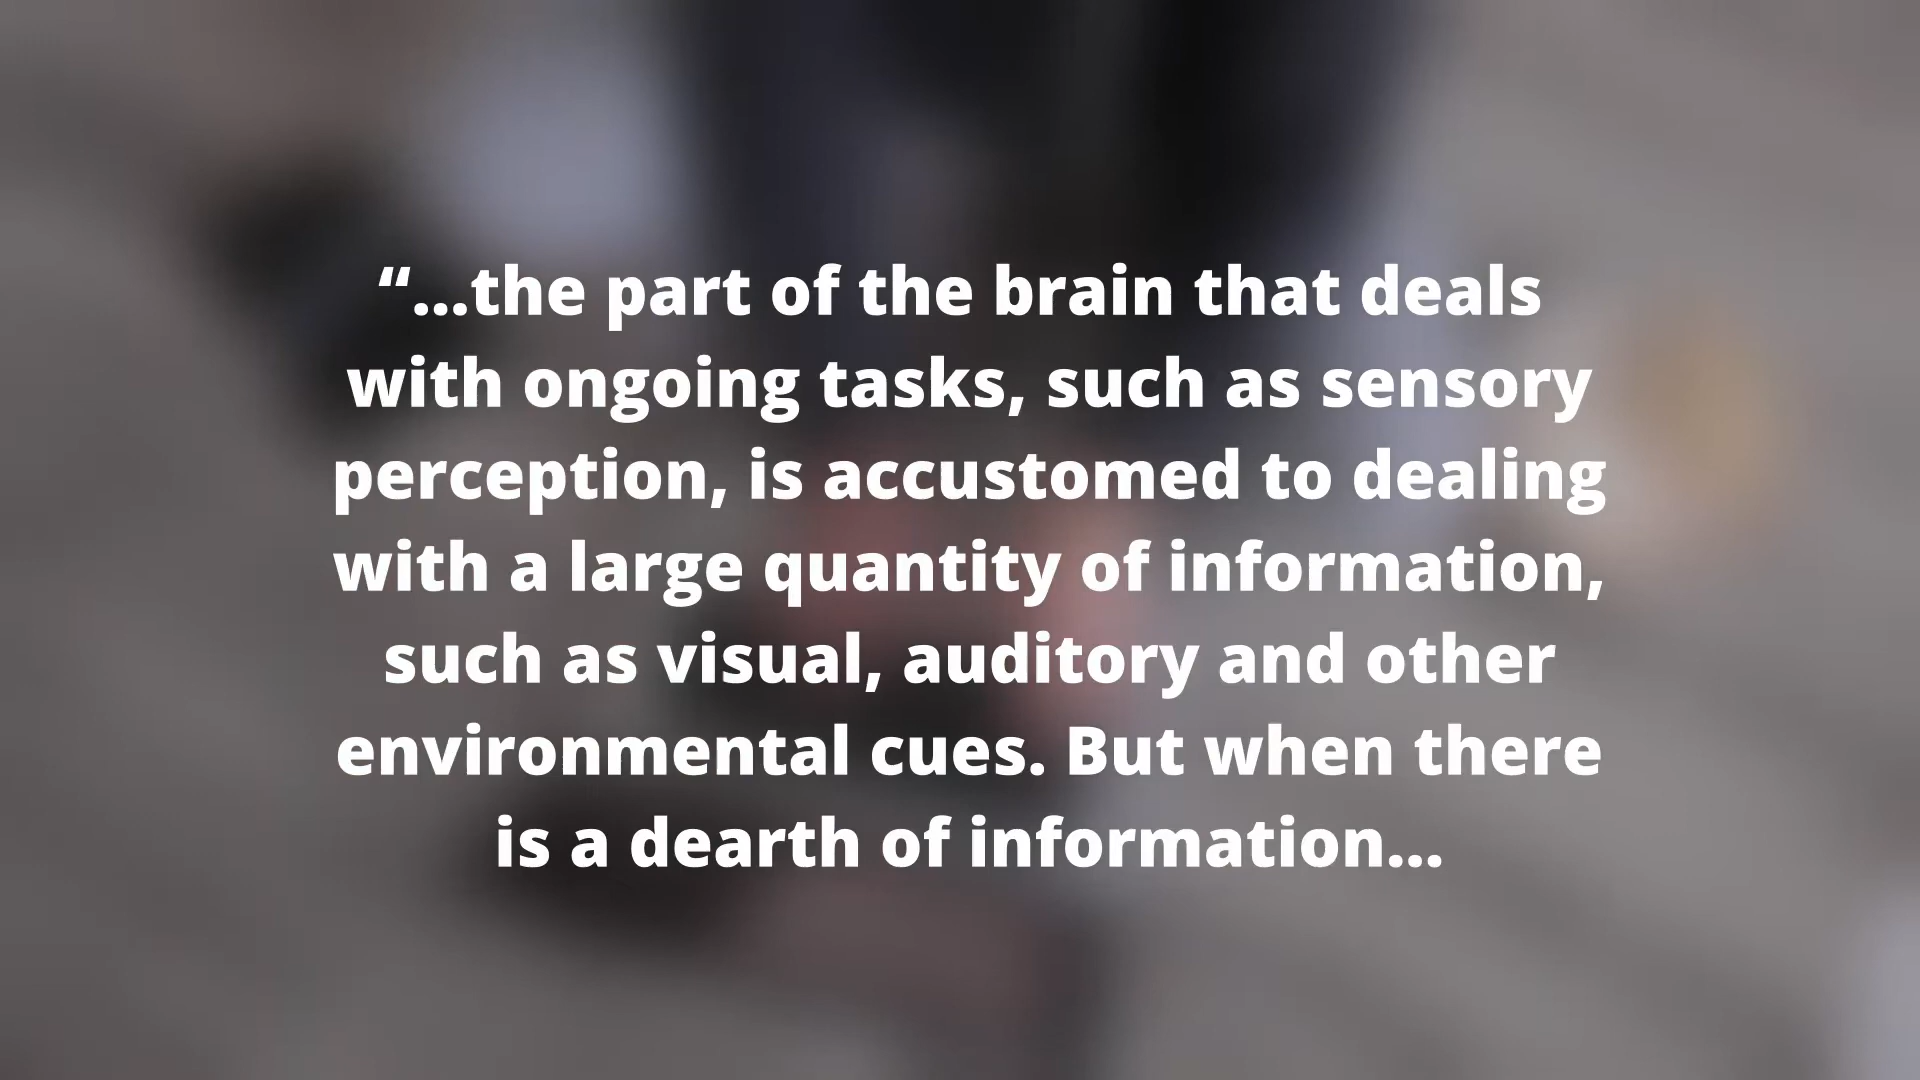 “...the part of the brain that deals
with ongoing tasks, such as sensory
perception, is accustomed to dealing
with a large quantity of information,
such as visual, auditory and other
environmental cues. But when there
is a dearth of information...